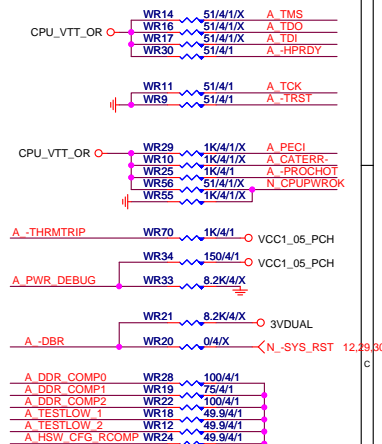 WR14 51/4/1/X A_TMS
CPU_VTT_OR WR16 51/4/1/X A_TDO
WR17 51/4/1/X A_TDI
WR30 51/4/1 A_-HPRDY
WR11 51/4/1 A_TCK
WR9 51/4/1 A_-TRST
CPU_VTT_OR WR29 1K/4/1/X A_PECI
WR10 1K/4/1/X A_CATERR-
WR25 1K/4/1 A_-PROCHOT
WR56 51/4/1/X N_CPUPWROK
WR55 1K/4/1/X
A_-THRMTRIP WR70 1K/4/1 VCC1_05_PCH
WR34 150/4/1 VCC1_05_PCH
A_PWR_DEBUG WR33 8.2K/4/X
WR21 8.2K/4/X 3VDUAL
A_-DBR WR20 0/4/X N_-SYS_RST 12,29,30
C
A_DDR_COMP0 WR28 100/4/1
A_DDR_COMP1 WR19 75/4/1
A_DDR_COMP2 WR22 100/4/1
A_TESTLOW_1 WR18 49.9/4/1
A_TESTLOW_2 WR12 49.9/4/1
A_HSW_CFG_RCOMP WR24 49.9/4/1